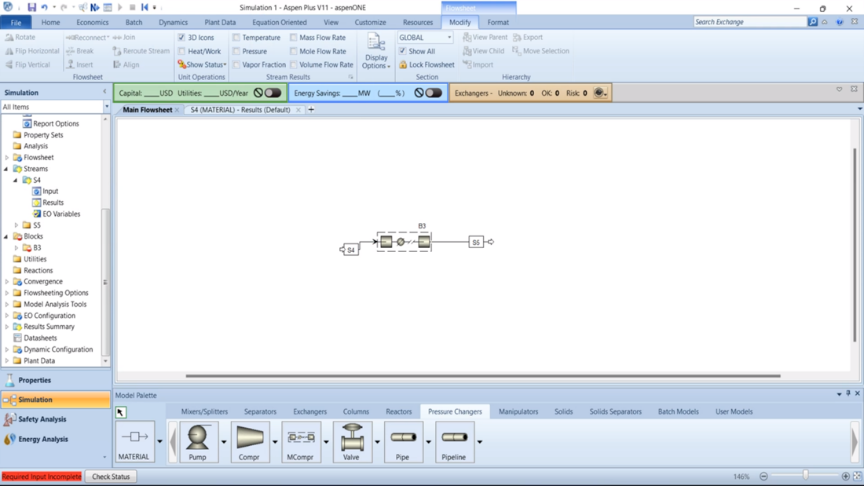 Simulation 1 - Aspen Plus V11 - aspenONE
Flowsheet
File Home Economics Batch Dynamics Plant Data Equation Oriented View Customize Resources Modify Format Search Exchange
Rotate Reconnect Join 3D Icons Temperature Mass Flow Rate GLOBAL View Parent Export
Flip Horizontal Break Reroute Stream Heat/Work Pressure Mole Flow Rate Show All View Child Move Selection
Flip Vertical Insert Align Show Status Vapor Fraction Volume Flow Rate Display Options Lock Flowsheet Import
Flowsheet Unit Operations Stream Results Section Hierarchy
Simulation Capital: ____USD Utilities: ____USD/Year Energy Savings: ____MW (____%) Exchangers - Unknown: 0 OK: 0 Risk: 0
All Items Main Flowsheet S4 (MATERIAL) - Results (Default)
Report Options
Property Sets
Analysis
Flowsheet
Streams
S4
Input
Results
EO Variables
S5
Blocks
B3
Utilities
Reactions
Convergence
Flowsheeting Options
Model Analysis Tools
EO Configuration
Results Summary
Datasheets
Dynamic Configuration
Plant Data
B3
S4
S5
Properties
Simulation
Safety Analysis
Energy Analysis
Model Palette
Mixers/Splitters Separators Exchangers Columns Reactors Pressure Changers Manipulators Solids Solids Separators Batch Models User Models
MATERIAL Pump Compr MCompr Valve Pipe Pipeline
Required Input Incomplete Check Status 146%